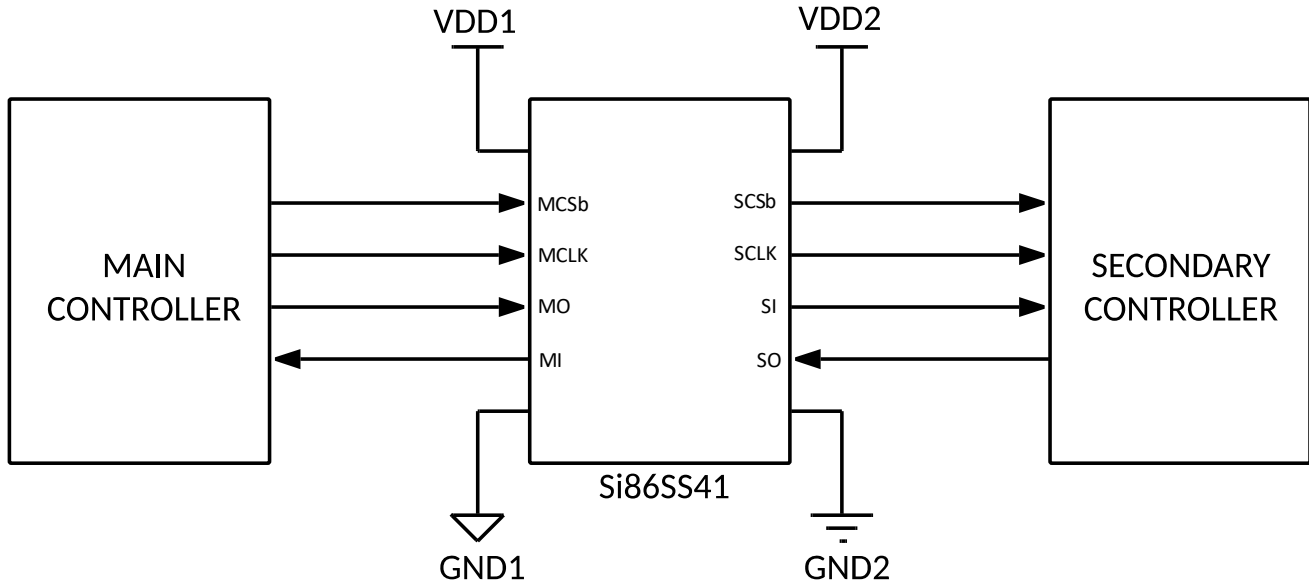 VDD1
VDD2
MCSb
SCSb
MCLK
SCLK
MAIN
CONTROLLER
SECONDARY
CONTROLLER
MO
SI
MI
SO
Si86SS41
GND1
GND2